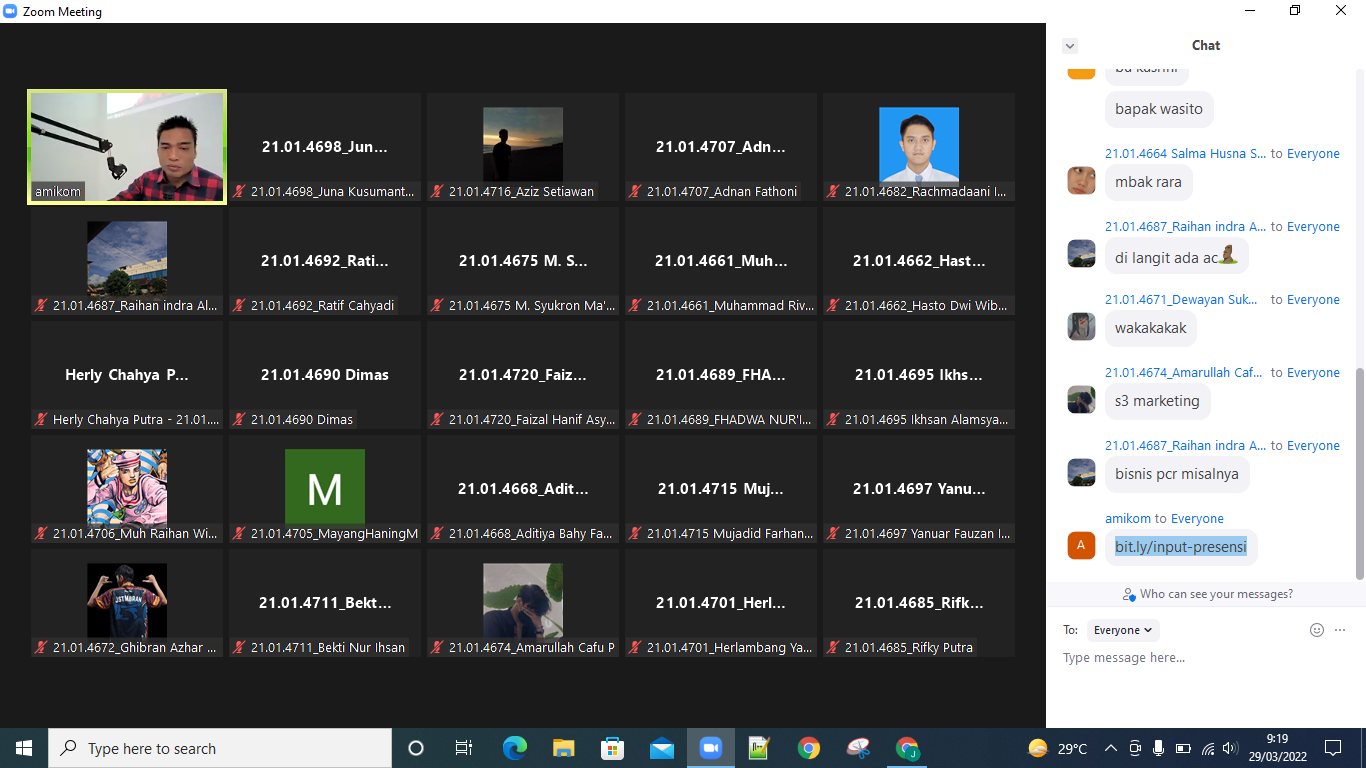 Zoom Meeting
amikom
21.01.4698_Jun...
21.01.4698_Juna Kusumant...
21.01.4716_Aziz Setiawan
21.01.4707_Adn...
21.01.4707_Adnan Fathoni
21.01.4682_Rachmadaani I...
21.01.4687_Raihan indra Al...
21.01.4692_Rati...
21.01.4692_Ratif Cahyadi
21.01.4675 M. S...
21.01.4675 M. Syukron Ma'...
21.01.4661_Muh...
21.01.4661_Muhammad Riv...
21.01.4662_Hast...
21.01.4662_Hasto Dwi Wib...
Herly Chahya P...
Herly Chahya Putra - 21.01....
21.01.4690 Dimas
21.01.4690 Dimas
21.01.4720_Faiz...
21.01.4720_Faizal Hanif Asy...
21.01.4689_FHA...
21.01.4689_FHADWA NUR'I...
21.01.4695 Ikhs...
21.01.4695 Ikhsan Alamsya...
21.01.4706_Muh Raihan Wi...
M
21.01.4705_MayangHaningM
21.01.4668_Adit...
21.01.4668_Aditiya Bahy Fa...
21.01.4715 Muj...
21.01.4715 Mujadid Farhan...
21.01.4697 Yanu...
21.01.4697 Yanuar Fauzan I...
21.01.4672_Ghibran Azhar ...
21.01.4711_Bekt...
21.01.4711_Bekti Nur Ihsan
21.01.4674_Amarullah Cafu P
21.01.4701_Herl...
21.01.4701_Herlambang Ya...
21.01.4685_Rifk...
21.01.4685_Rifky Putra
Chat
bapak wasito
21.01.4664 Salma Husna S... to Everyone
mbak rara
21.01.4687_Raihan indra A... to Everyone
di langit ada ac🗿
21.01.4671_Dewayan Suk... to Everyone
wakakakak
21.01.4674_Amarullah Caf... to Everyone
s3 marketing
21.01.4687_Raihan indra A... to Everyone
bisnis pcr misalnya
amikom to Everyone
A
bit.ly/input-presensi
Who can see your messages?
To: Everyone
Type message here...
Type here to search
J
29°C
9:19
29/03/2022